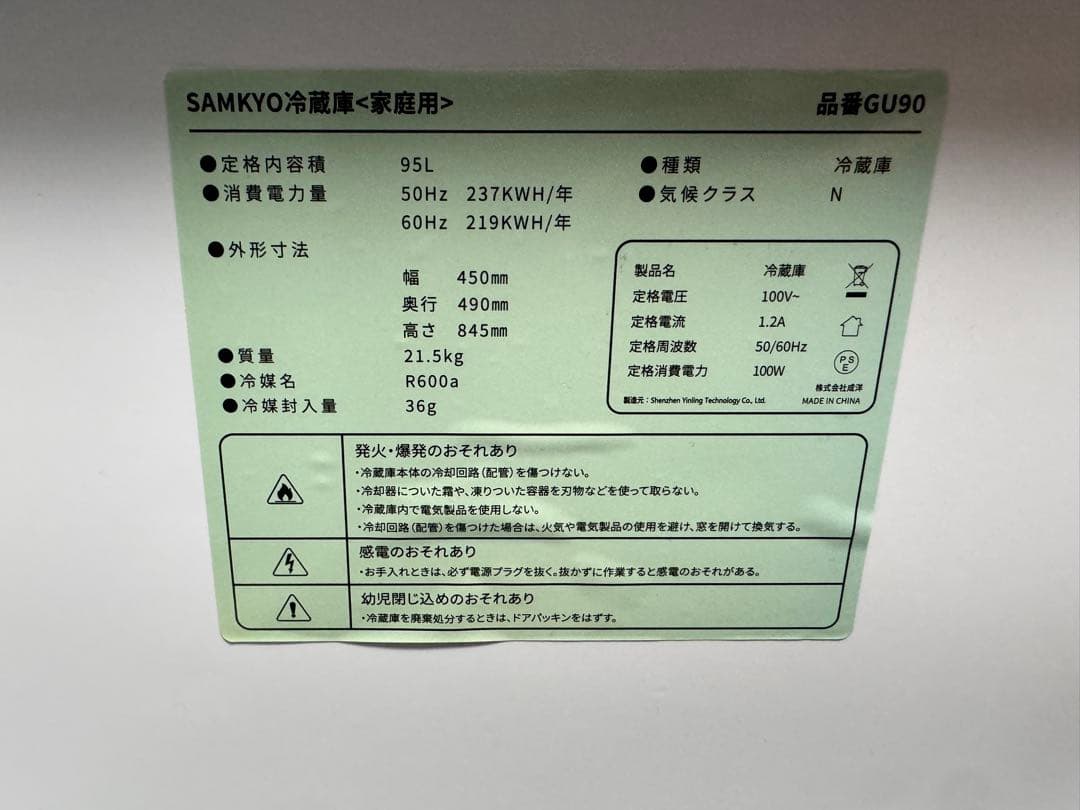 SAMKYO冷蔵庫<家庭用> 品番GU90
●定格内容積 95L
●消費電力量 50Hz 237KWH/年
60Hz 219KWH/年
●外形寸法
幅 450㎜
奥行 490㎜
高さ 845㎜
●質量 21.5kg
●冷媒名 R600a
●冷媒封入量 36g
●種類 冷蔵庫
●気候クラス N
製品名 冷蔵庫
定格電圧 100V~
定格電流 1.2A
定格周波数 50/60Hz
定格消費電力 100W
PS
E
株式会社成洋
製造元：Shenzhen Yinling Technology Co., Ltd. MADE IN CHINA
発火・爆発のおそれあり
・冷蔵庫本体の冷却回路（配管）を傷つけない。
・冷却器についた霜や、凍りついた容器を刃物などを使って取らない。
・冷蔵庫内で電気製品を使用しない。
・冷却回路（配管）を傷つけた場合は、火気や電気製品の使用を避け、窓を開けて換気する。
感電のおそれあり
・お手入れときは、必ず電源プラグを抜く。抜かずに作業すると感電のおそれがある。
幼児閉じ込めのおそれあり
・冷蔵庫を廃棄処分するときは、ドアパッキンをはずす。